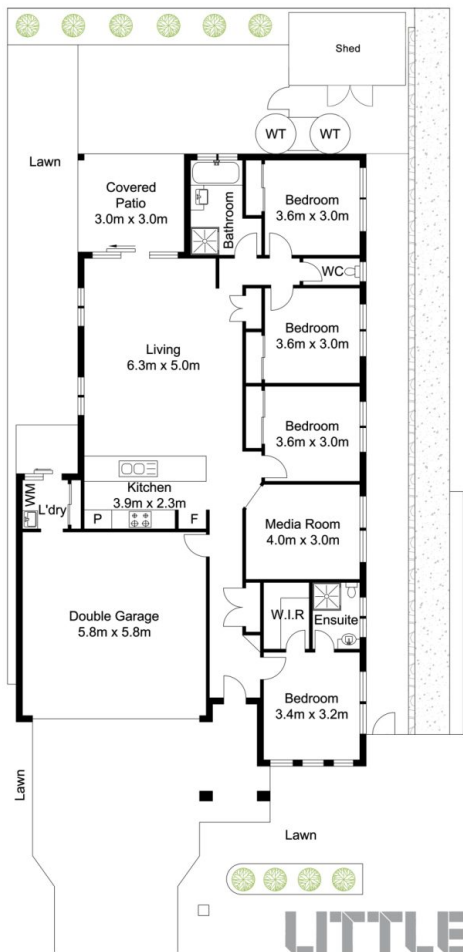 Shed
WT
WT
Lawn
Covered
Patio
3.0m x 3.0m
Bathroom
Bedroom
3.6m x 3.0m
WC
Bedroom
3.6m x 3.0m
Living
6.3m x 5.0m
Bedroom
3.6m x 3.0m
WM
L'dry
Kitchen
3.9m x 2.3m
P
F
Media Room
4.0m x 3.0m
Double Garage
5.8m x 5.8m
W.I.R
Ensuite
Bedroom
3.4m x 3.2m
Lawn
Lawn
LITTLE